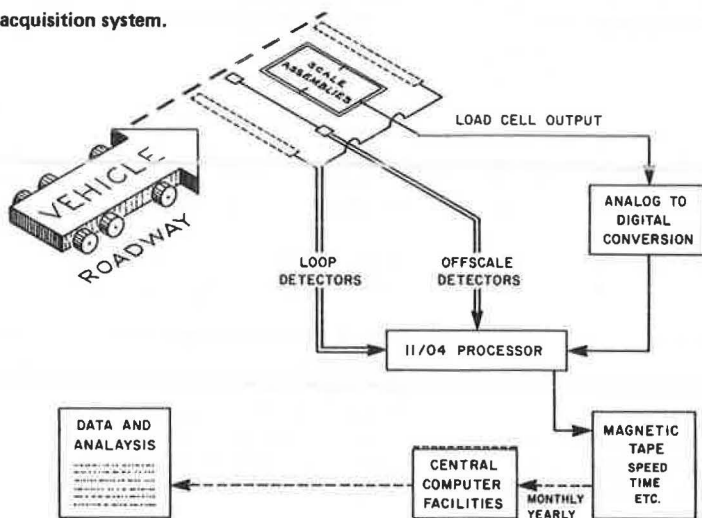 acquisition system.
SCALE
ASSEMBLIES
LOAD CELL OUTPUT
VEHICLE
ROADWAY
ANALOG TO
DIGITAL
CONVERSION
LOOP
DETECTORS
OFFSCALE
DETECTORS
11/04 PROCESSOR
DATA AND
ANALAYSIS
CENTRAL
COMPUTER
FACILITIES
MONTHLY
YEARLY
MAGNETIC
TAPE
SPEED
TIME
ETC.